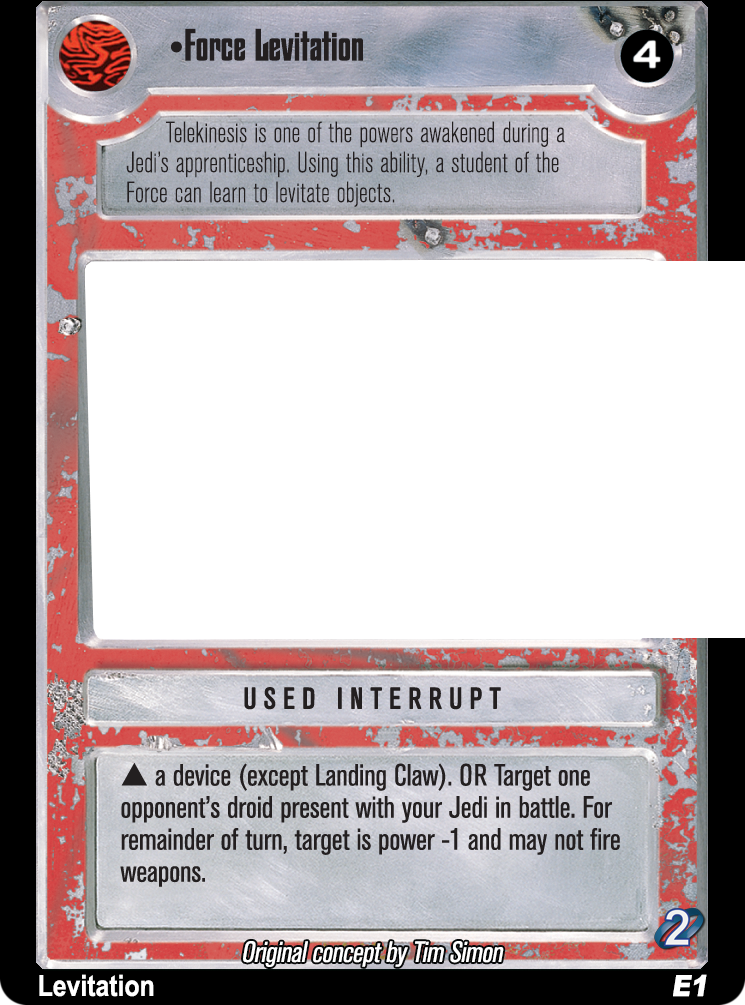 •Force Levitation
4
Telekinesis is one of the powers awakened during a
Jedi's apprenticeship. Using this ability, a student of the
Force can learn to levitate objects.
USED INTERRUPT
▲ a device (except Landing Claw). OR Target one
opponent's droid present with your Jedi in battle. For
remainder of turn, target is power -1 and may not fire
weapons.
2
Original concept by Tim Simon
Levitation
E1